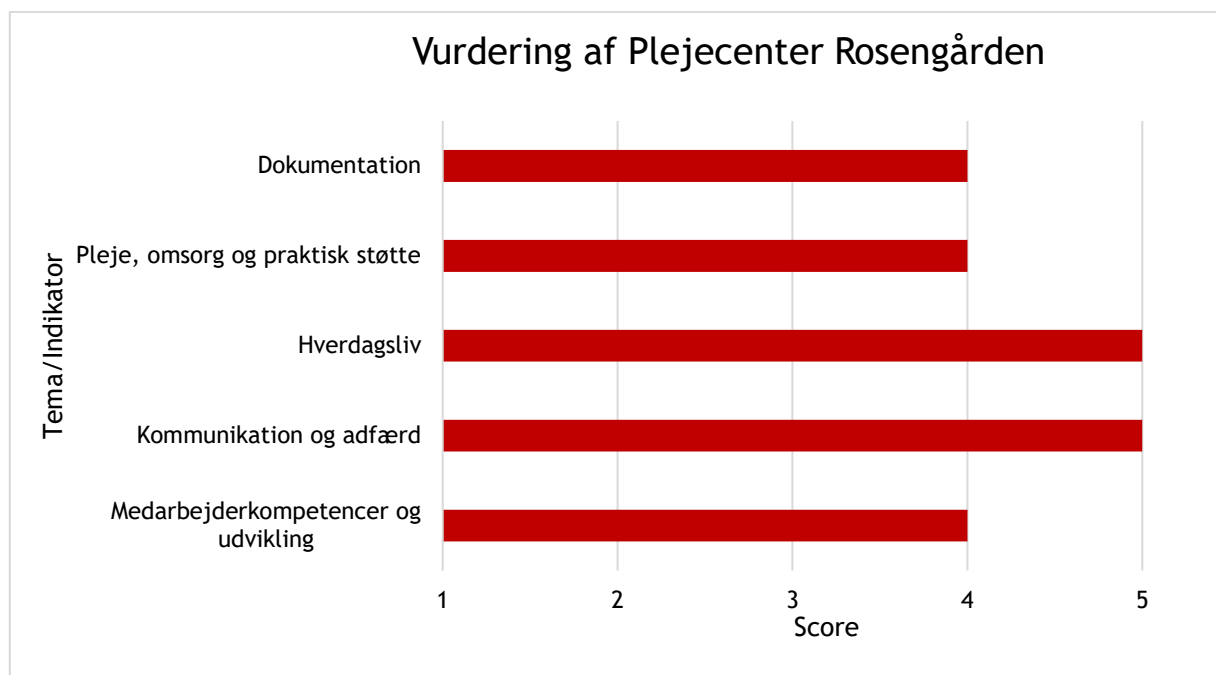 Vurdering af Plejecenter Rosengården
Tema/Indikator
Dokumentation
Pleje, omsorg og praktisk støtte
Hverdagsliv
Kommunikation og adfærd
Medarbejderkompetencer og
udvikling
1 2 3 4 5
Score